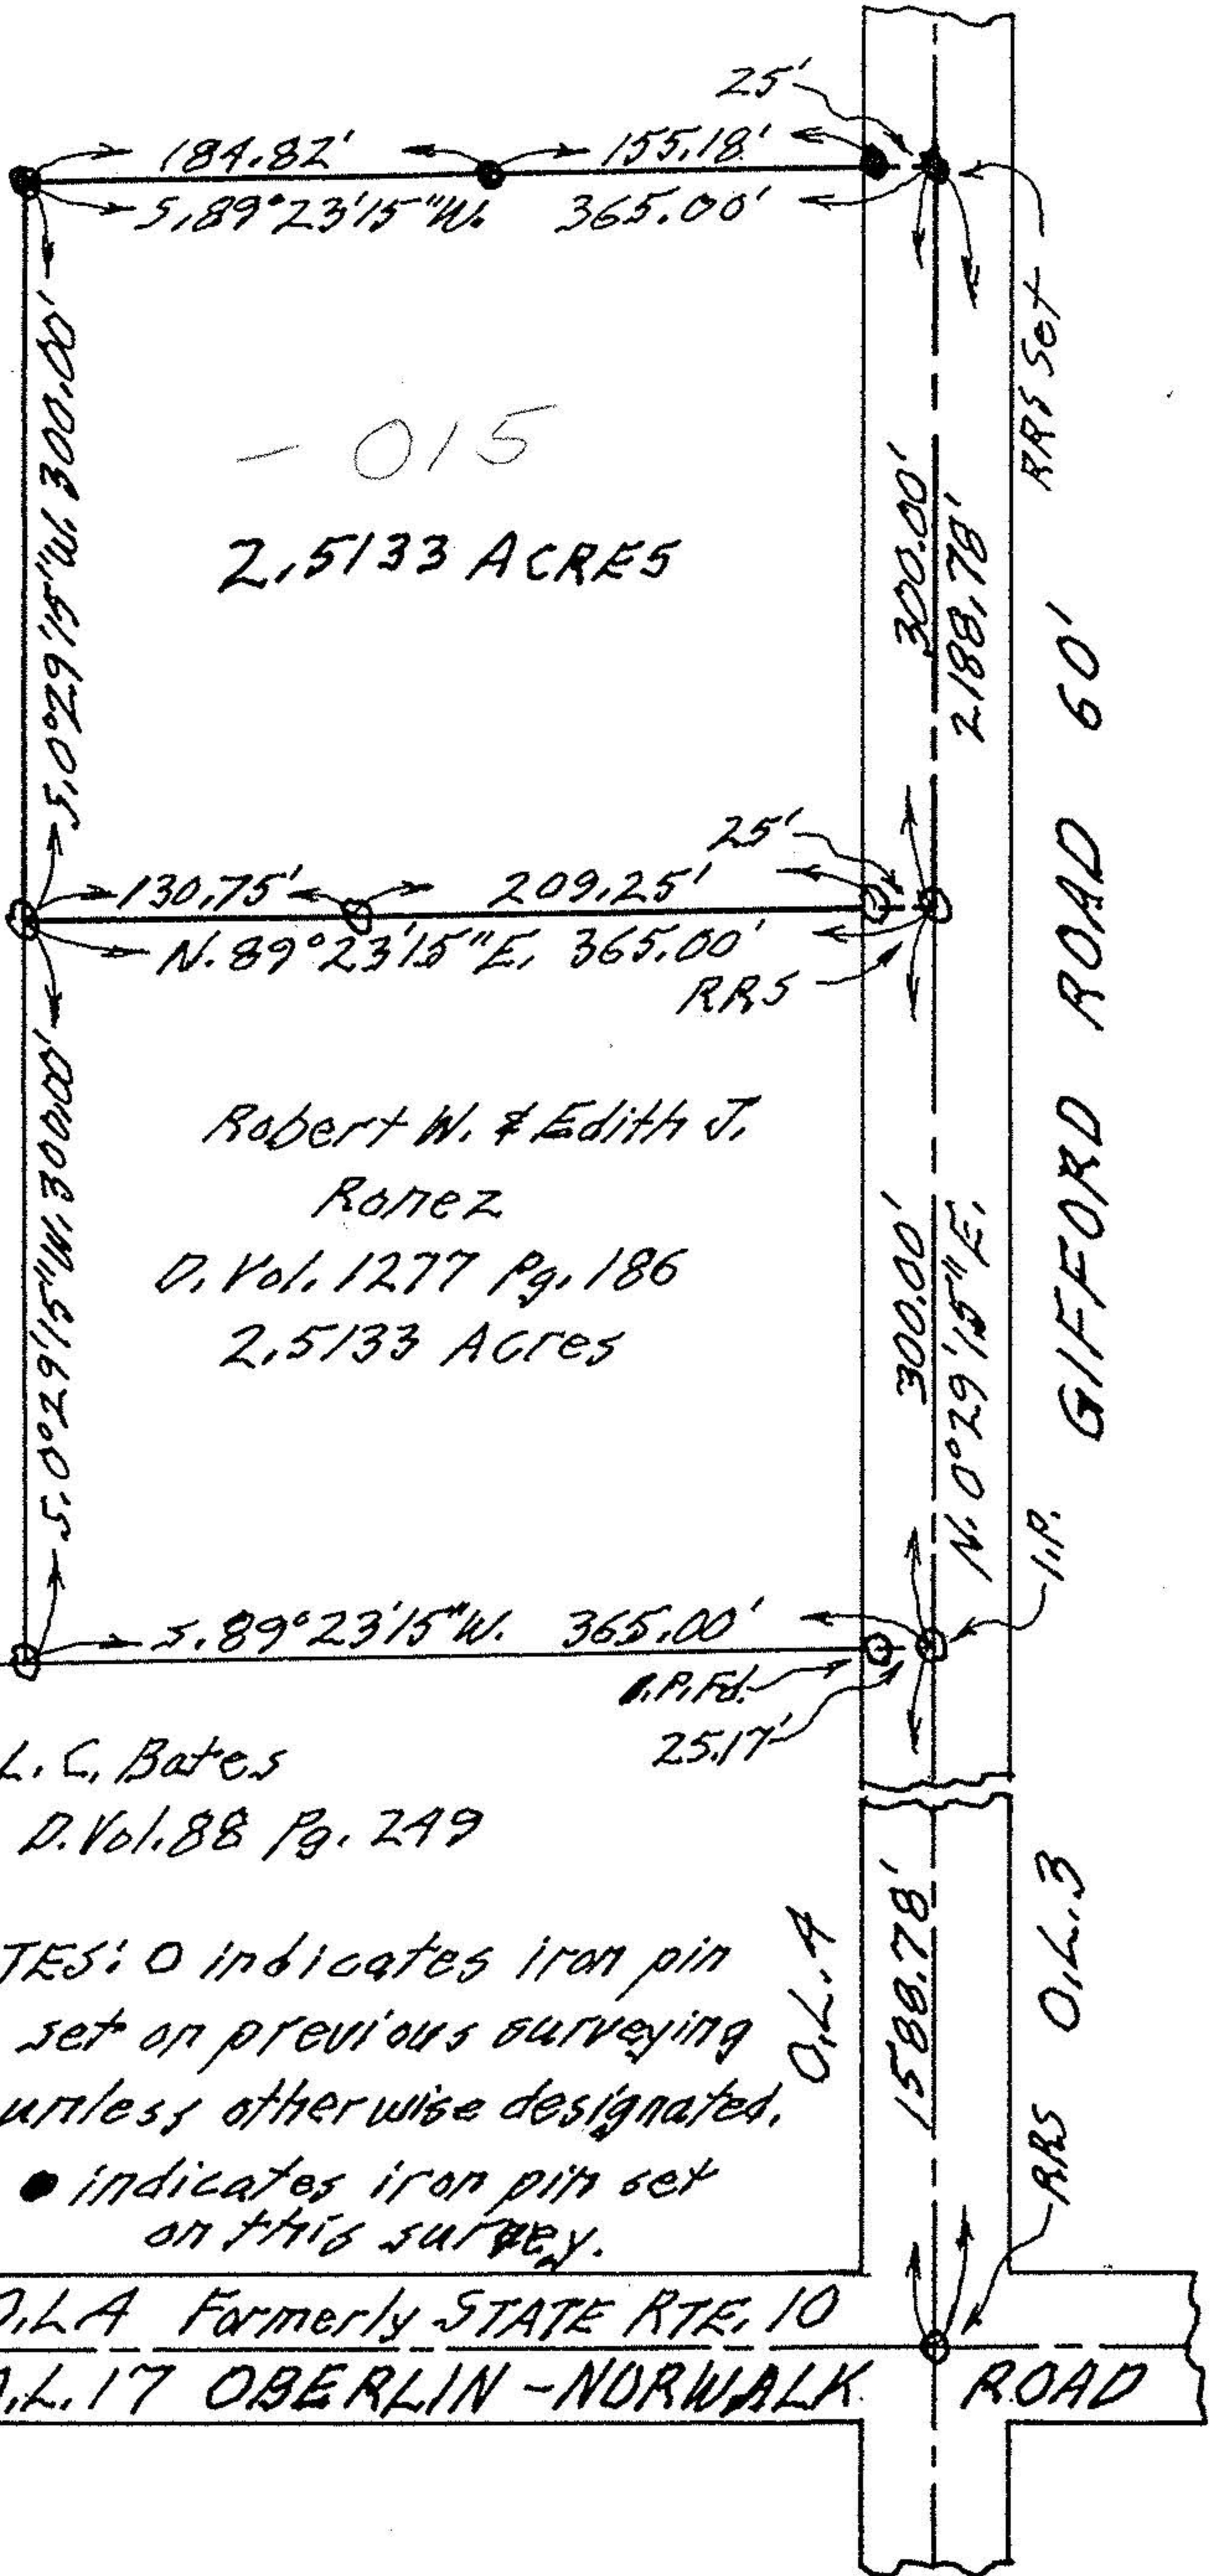 25'
184.82' 155.18'
S.89°23'15"W. 365.00'
S.0°29'15"W. 300.00'
- 015
2.5133 ACRES
300.00'
2188.78'
RRS Set
GIFFORD ROAD 60'
25'
130.75' 209.25'
N.89°23'15"E. 365.00'
RRS
S.0°29'15"W. 300.00'
Robert W. & Edith J.
Ronez
D. Vol. 1277 Pg. 186
2.5133 Acres
300.00'
N.0°29'15"E.
I.P.
S.89°23'15"W. 365.00'
I.P. Fd.
25.17'
L. C. Bates
D. Vol. 88 Pg. 249
O.L. 4
1588.78'
O.L. 3
RRS
TES: O indicates iron pin
set on previous surveying
unless otherwise designated.
● indicates iron pin set
on this survey.
O.L.4 Formerly STATE RTE. 10
O.L.17 OBERLIN-NORWALK ROAD